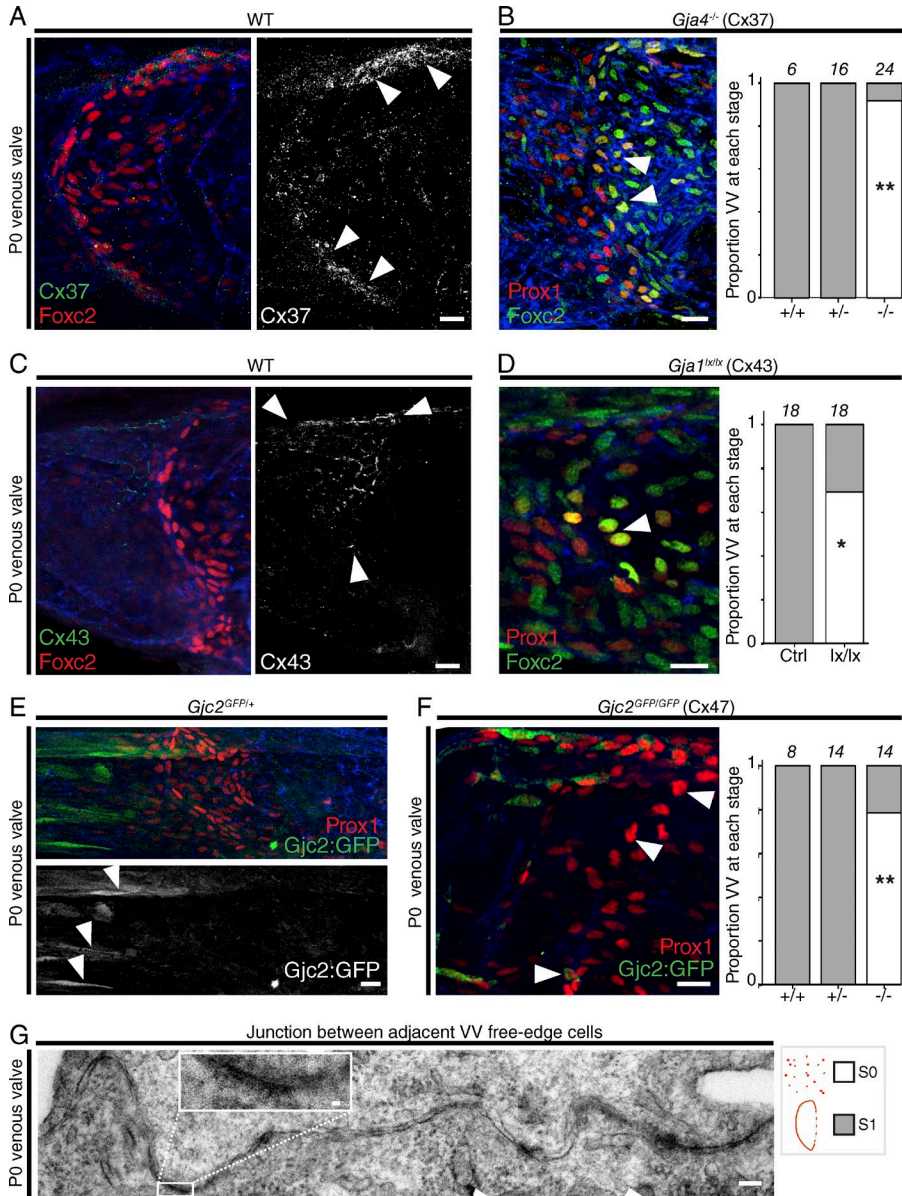 A
WT
P0 venous valve
Cx37
Foxc2
Cx37
B
Gja4-/- (Cx37)
Prox1
Foxc2
Proportion VV at each stage
6 16 24
1
**
0
+/+ +/- -/-
C
WT
P0 venous valve
Cx43
Foxc2
Cx43
D
Gja1lx/lx (Cx43)
Prox1
Foxc2
Proportion VV at each stage
18 18
1
*
0
Ctrl lx/lx
E
Gjc2GFP/+
P0 venous valve
Prox1
Gjc2:GFP
Gjc2:GFP
F
Gjc2GFP/GFP (Cx47)
P0 venous valve
Prox1
Gjc2:GFP
Proportion VV at each stage
8 14 14
1
**
0
+/+ +/- -/-
G
Junction between adjacent VV free-edge cells
P0 venous valve
S0
S1